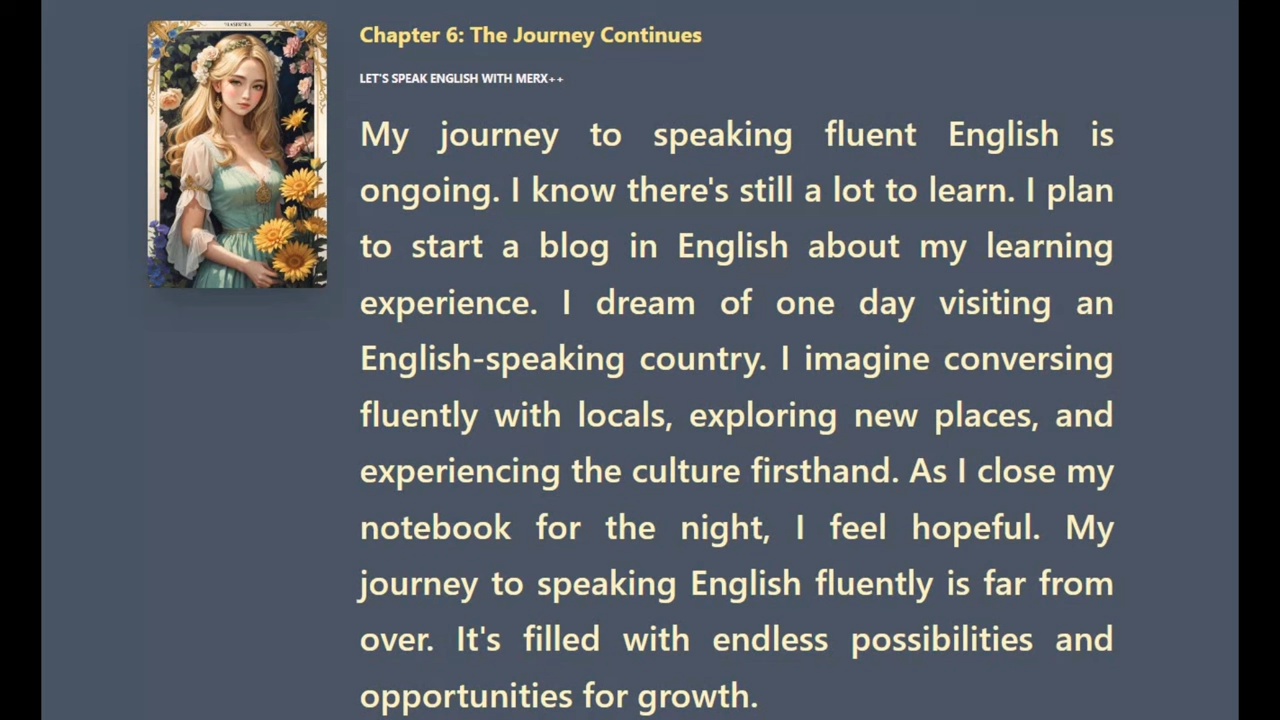 Chapter 6: The Journey Continues
LET'S SPEAK ENGLISH WITH MERX++
My journey to speaking fluent English is
ongoing. I know there's still a lot to learn. I plan
to start a blog in English about my learning
experience. I dream of one day visiting an
English-speaking country. I imagine conversing
fluently with locals, exploring new places, and
experiencing the culture firsthand. As I close my
notebook for the night, I feel hopeful. My
journey to speaking English fluently is far from
over. It's filled with endless possibilities and
opportunities for growth.